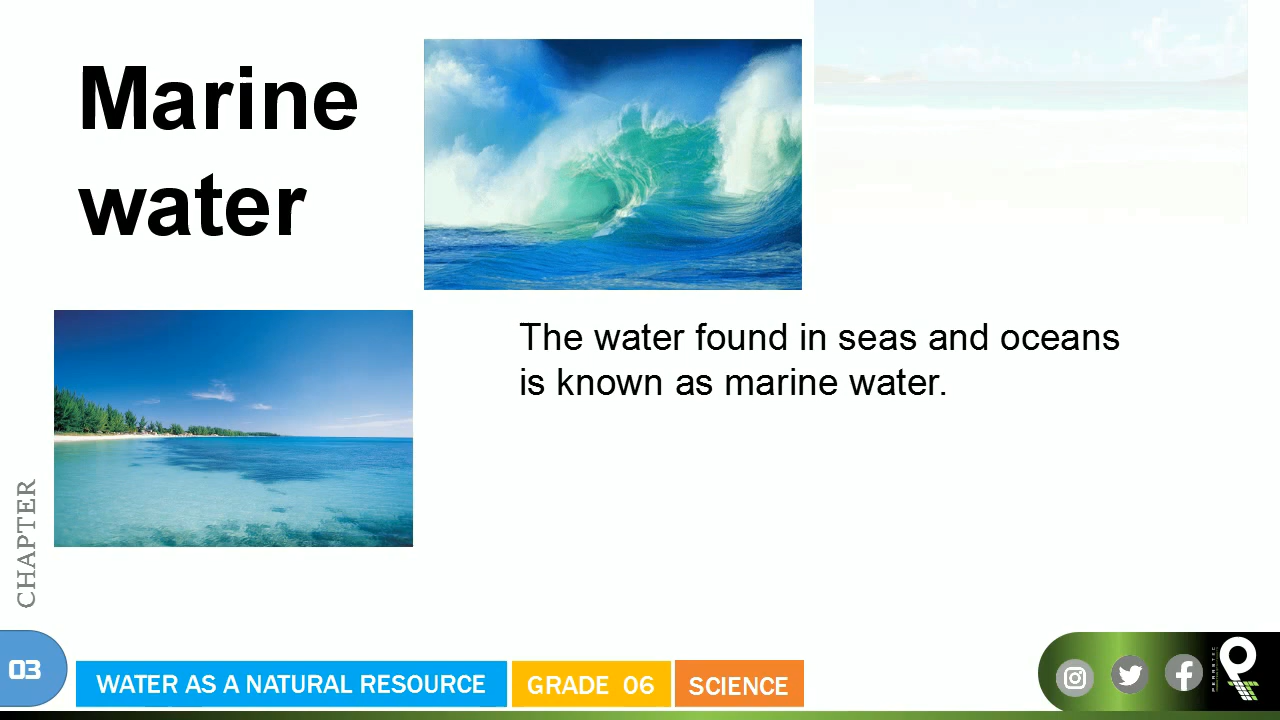 Marine
water
The water found in seas and oceans
is known as marine water.
CHAPTER
03
WATER AS A NATURAL RESOURCE
GRADE 06
SCIENCE